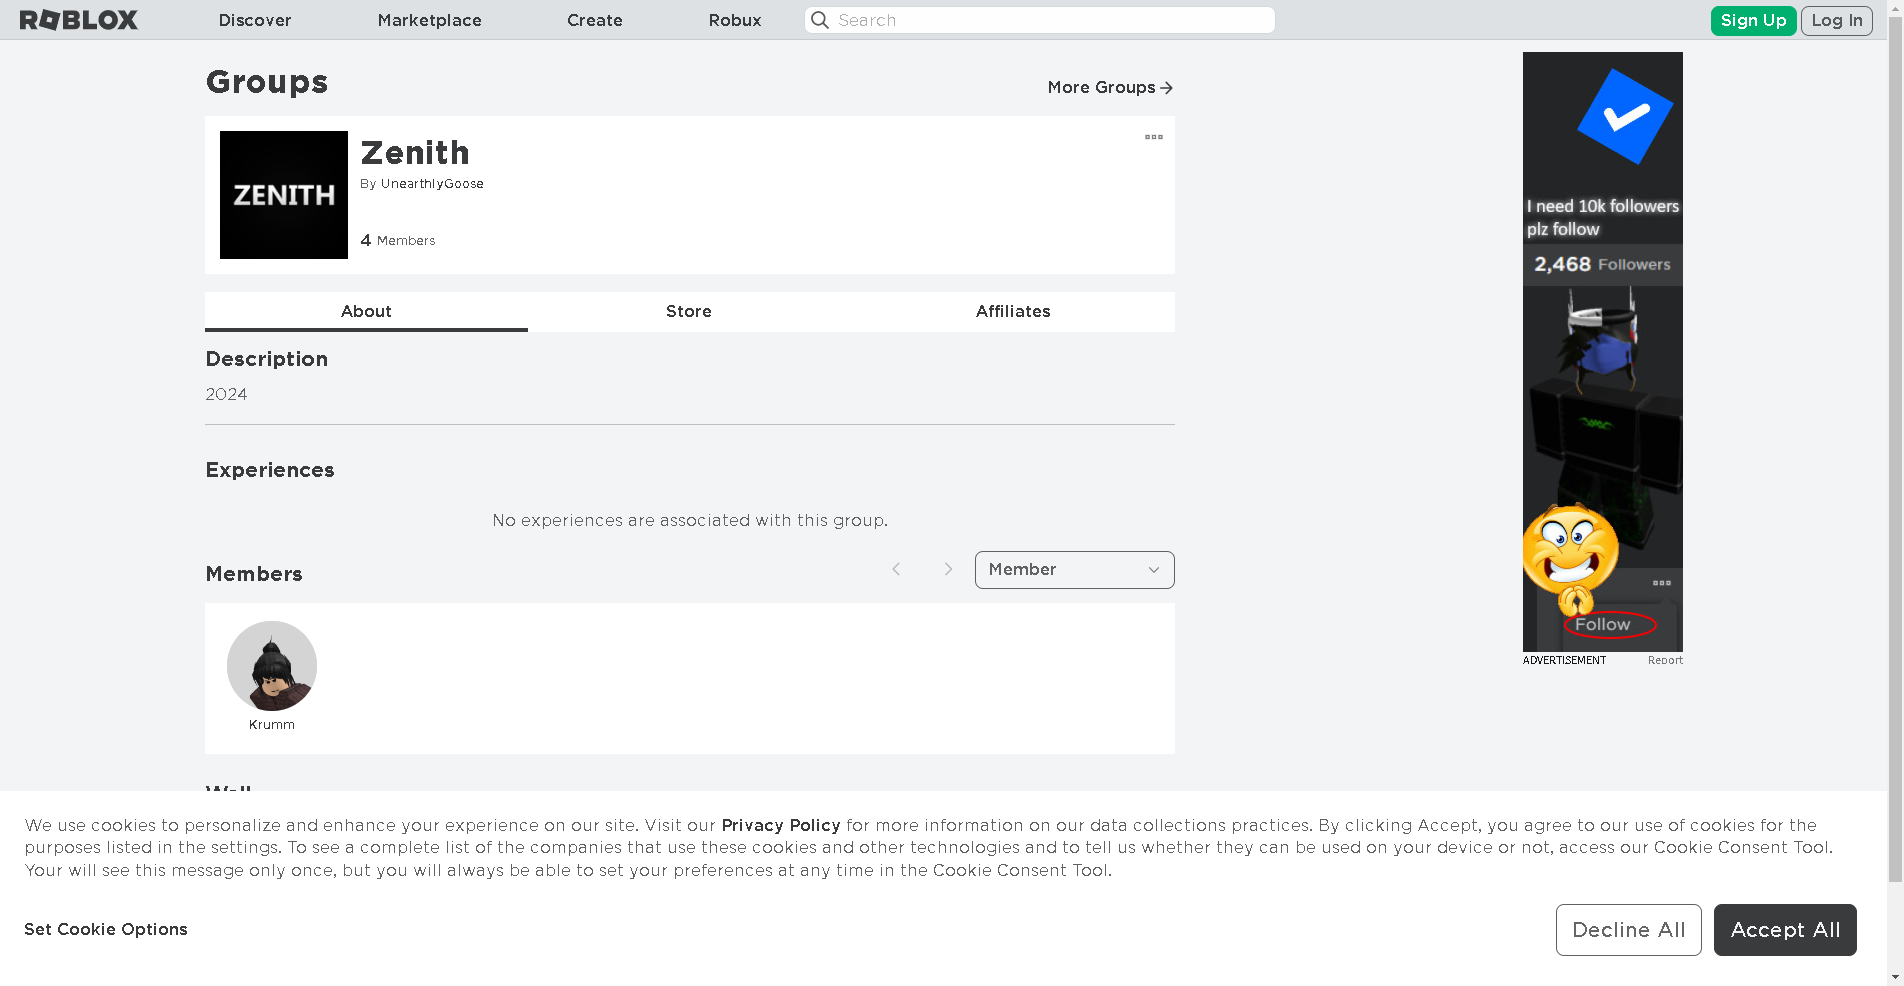 ROBLOX
Discover
Marketplace
Create
Robux
Search
Sign Up
Log In
Groups
More Groups
ZENITH
Zenith
By UnearthlyGoose
4 Members
About
Store
Affiliates
Description
2024
Experiences
No experiences are associated with this group.
Members
Member
Krumm
I need 10k followers
plz follow
2,468 Followers
Follow
ADVERTISEMENT
Report
We use cookies to personalize and enhance your experience on our site. Visit our Privacy Policy for more information on our data collections practices. By clicking Accept, you agree to our use of cookies for the
purposes listed in the settings. To see a complete list of the companies that use these cookies and other technologies and to tell us whether they can be used on your device or not, access our Cookie Consent Tool.
Your will see this message only once, but you will always be able to set your preferences at any time in the Cookie Consent Tool.
Set Cookie Options
Decline All
Accept All